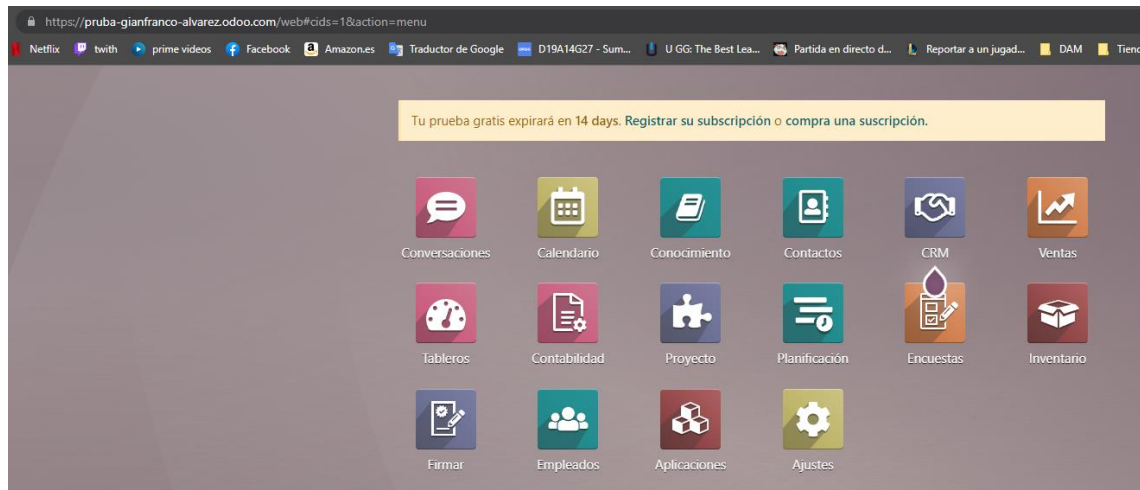 https://pruba-gianfranco-alvarez.odoo.com/web#cids=1&action=menu
Netflix twith prime videos Facebook Amazon.es Traductor de Google D19A14G27 - Sum... U GG: The Best Lea... Partida en directo d... Reportar a un jugad... DAM Tienc
Tu prueba gratis expirará en 14 days. Registrar su subscripción o compra una suscripción.
Conversaciones Calendario Conocimiento Contactos CRM Ventas
Tableros Contabilidad Proyecto Planificación Encuestas Inventario
Firmar Empleados Aplicaciones Ajustes